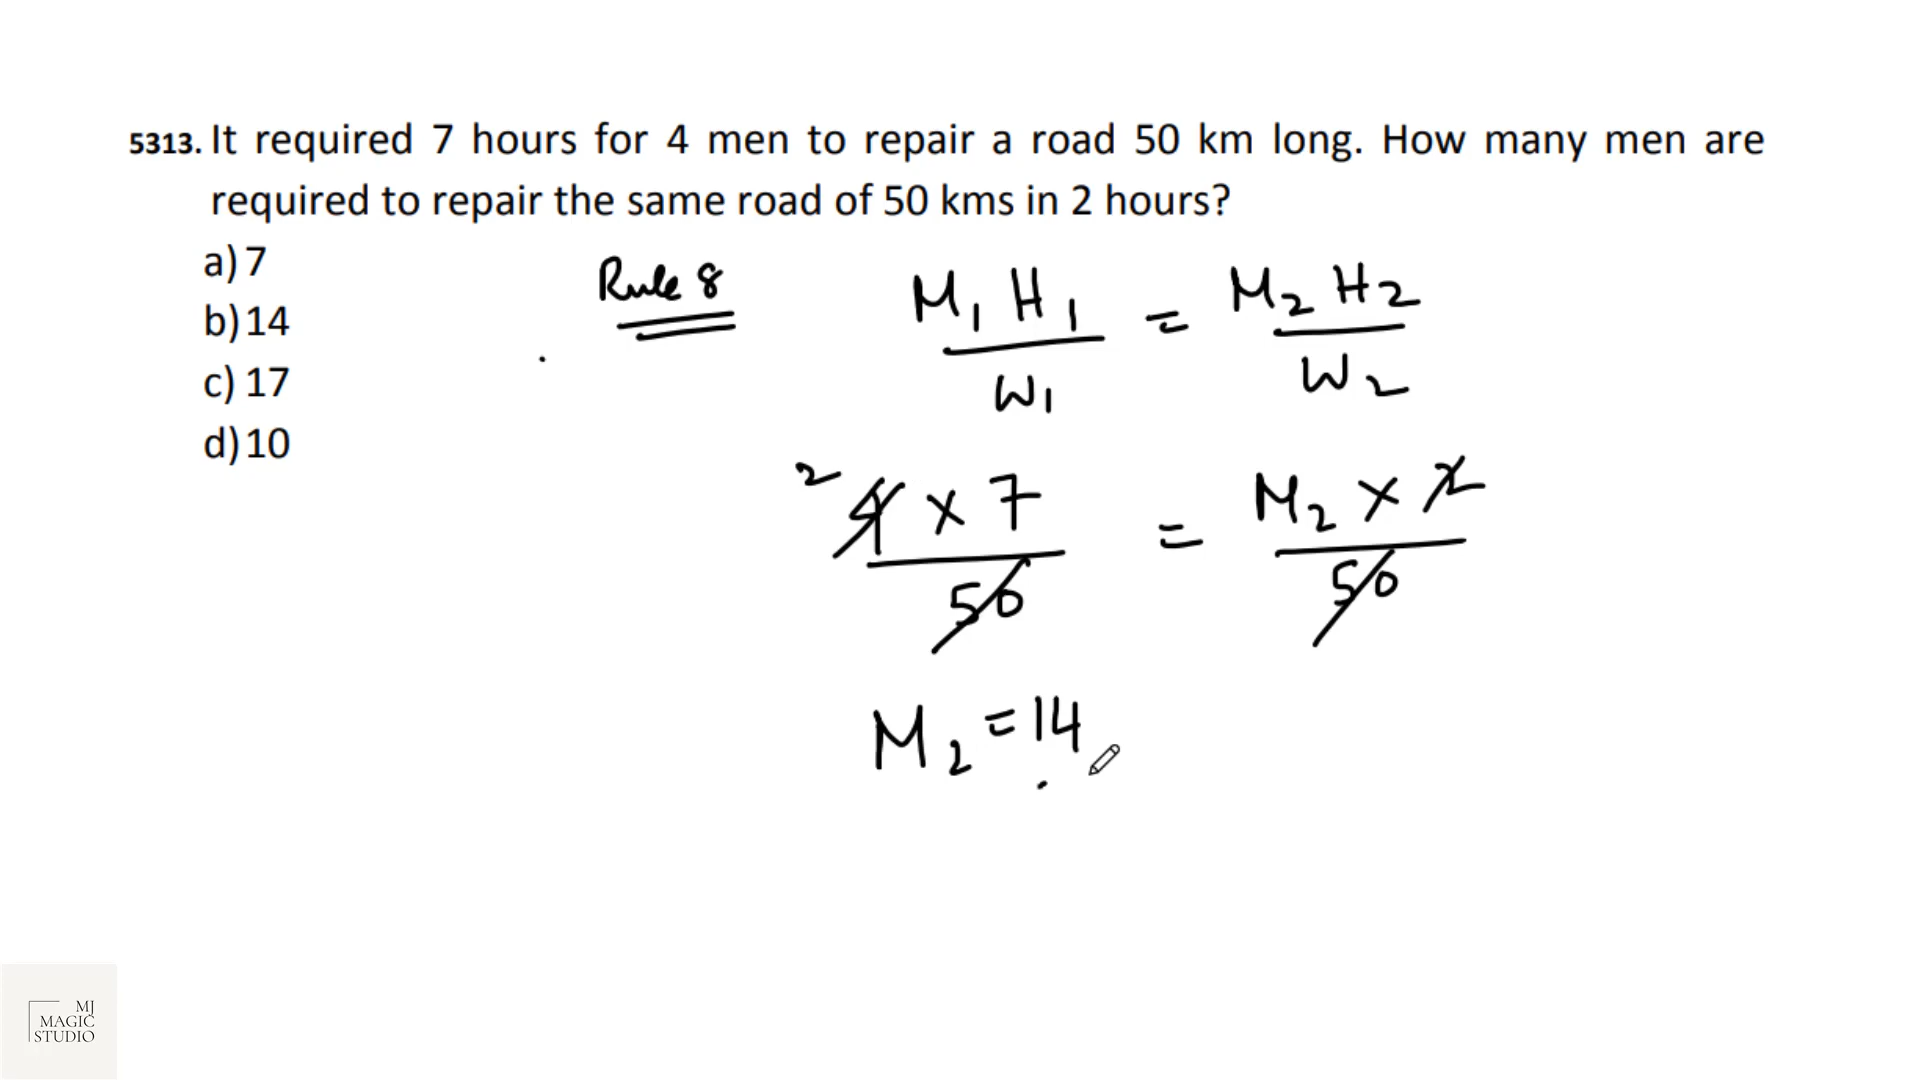 5313. It required 7 hours for 4 men to repair a road 50 km long. How many men are
required to repair the same road of 50 kms in 2 hours?
a) 7
b) 14
c) 17
d) 10
Rule 8
M₁ H₁ = M₂ H₂
W₁ W₂
2 4 x 7 = M₂ x 2
50 50
M₂ = 14
MJ
MAGIC
STUDIO